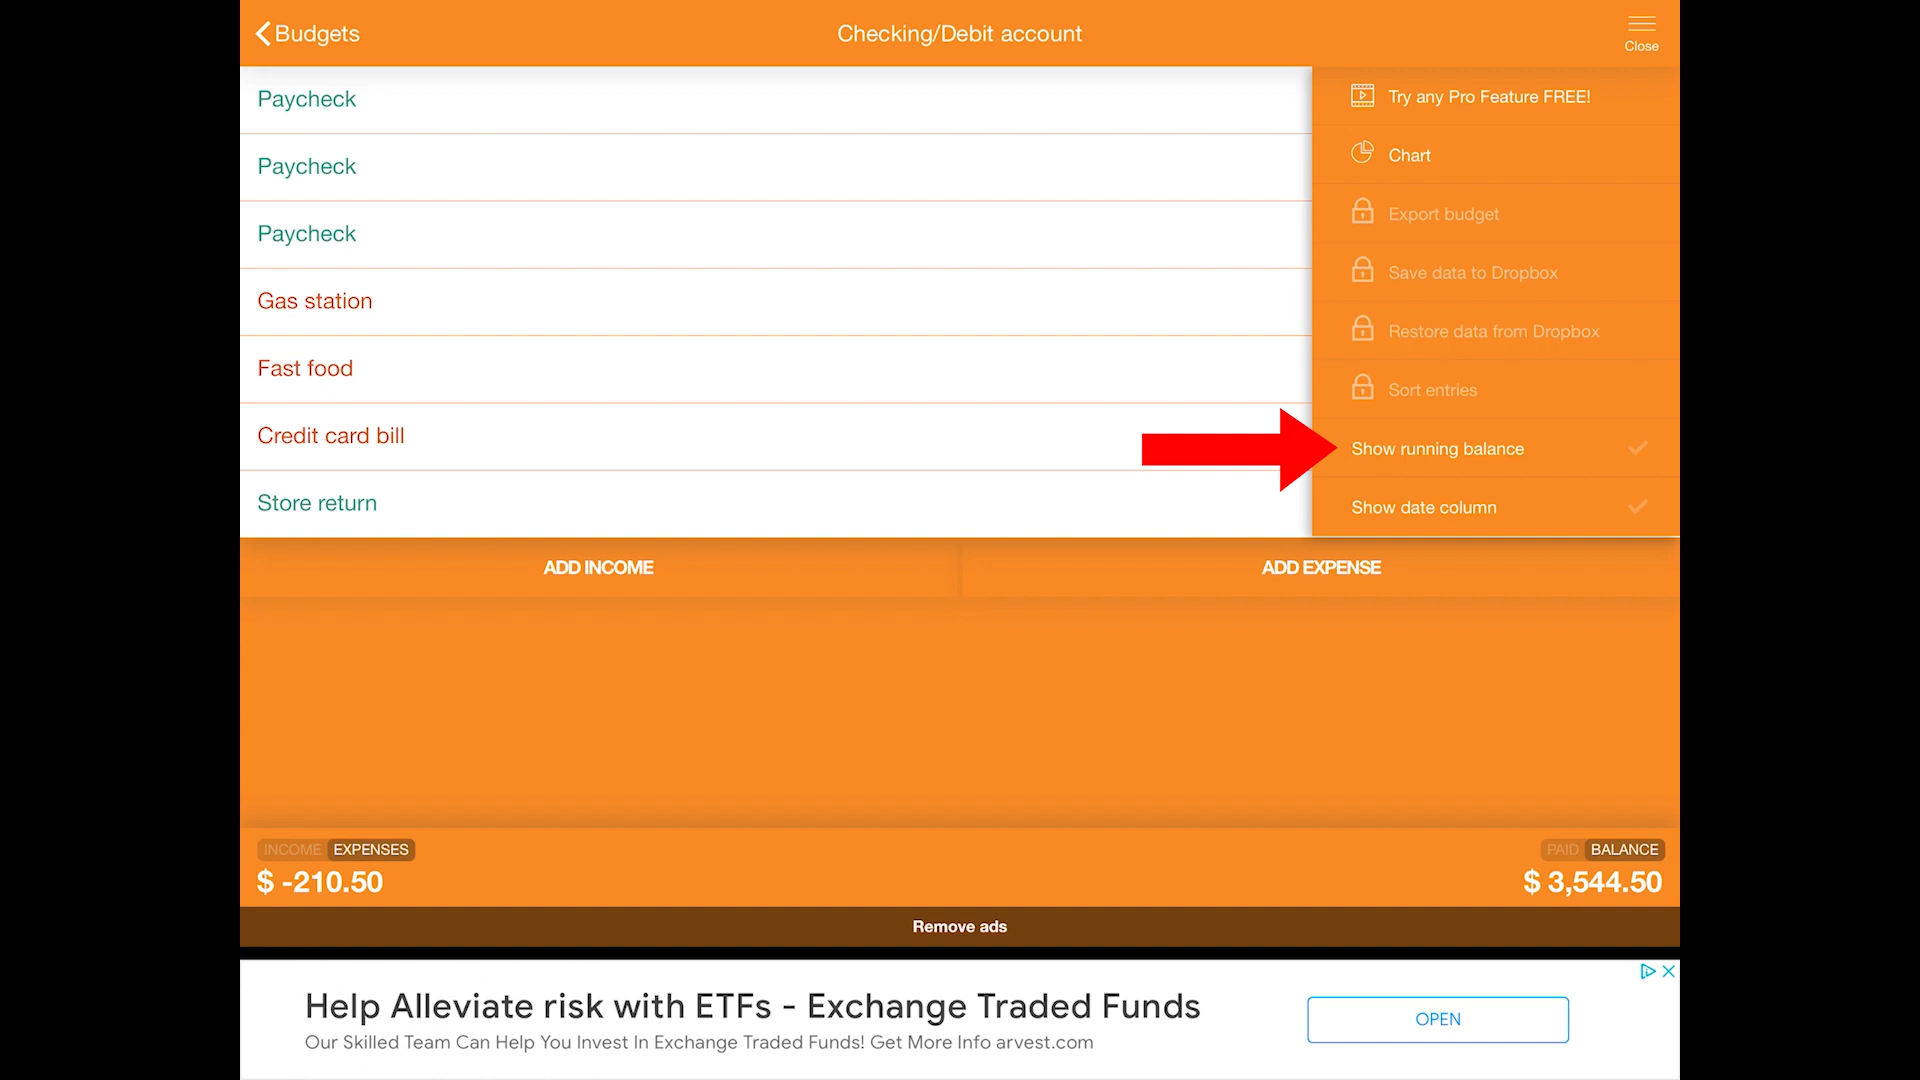 Budgets
Checking/Debit account
Close
Paycheck
Paycheck
Paycheck
Gas station
Fast food
Credit card bill
Store return
Try any Pro Feature FREE!
Chart
Export budget
Save data to Dropbox
Restore data from Dropbox
Sort entries
Show running balance
Show date column
ADD INCOME
ADD EXPENSE
INCOME EXPENSES
$ -210.50
PAID BALANCE
$ 3,544.50
Remove ads
Help Alleviate risk with ETFs - Exchange Traded Funds
Our Skilled Team Can Help You Invest In Exchange Traded Funds! Get More Info arvest.com
OPEN